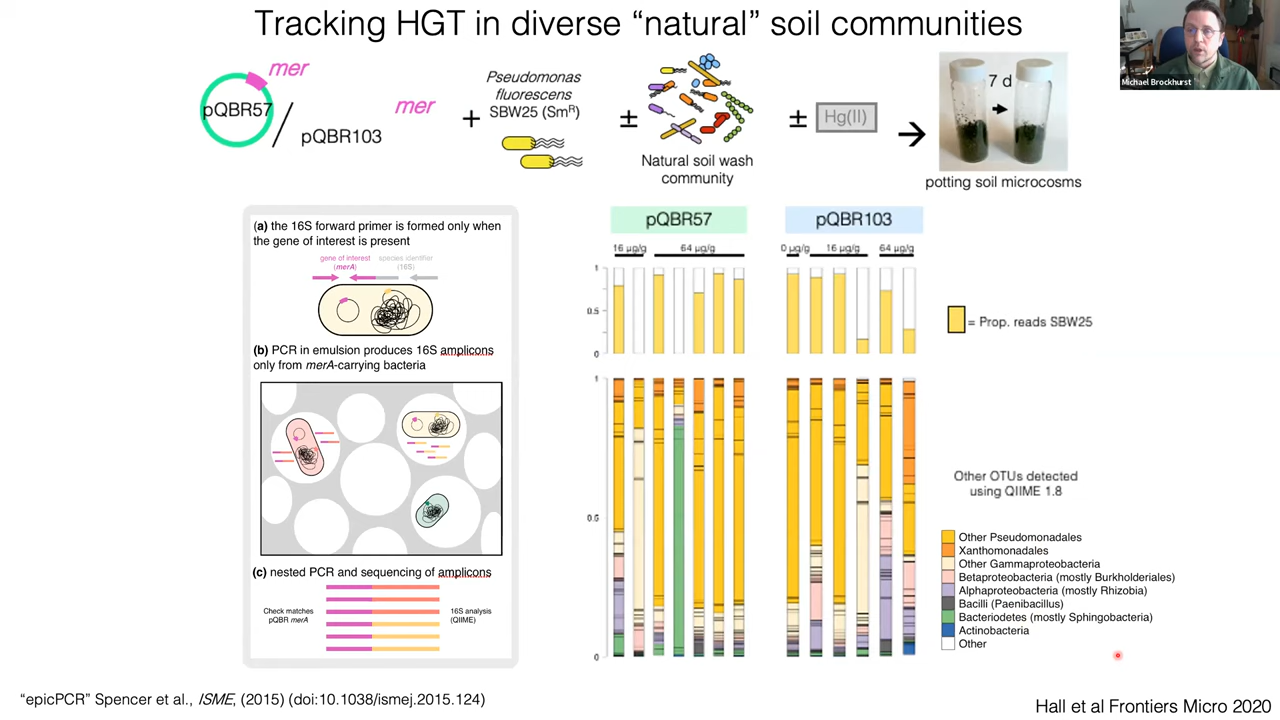 Tracking HGT in diverse “natural” soil communities
Michael Brockhurst
mer
pQBR57
/
pQBR103
mer
+
Pseudomonas
fluorescens
SBW25 (SmR)
±
Natural soil wash
community
±
Hg(II)
7 d
potting soil microcosms
(a) the 16S forward primer is formed only when
the gene of interest is present
gene of interest
(merA)
species identifier
(16S)
(b) PCR in emulsion produces 16S amplicons
only from merA-carrying bacteria
(c) nested PCR and sequencing of amplicons
Check matches
pQBR merA
16S analysis
(QIIME)
pQBR57
16 µg/g
64 µg/g
pQBR103
0 µg/g
16 µg/g
64 µg/g
1
0.5
0
1
0.5
0
= Prop. reads SBW25
Other OTUs detected
using QIIME 1.8
Other Pseudomonadales
Xanthomonadales
Other Gammaproteobacteria
Betaproteobacteria (mostly Burkholderiales)
Alphaproteobacteria (mostly Rhizobia)
Bacilli (Paenibacillus)
Bacteriodetes (mostly Sphingobacteria)
Actinobacteria
Other
“epicPCR” Spencer et al., ISME, (2015) (doi:10.1038/ismej.2015.124)
Hall et al Frontiers Micro 2020